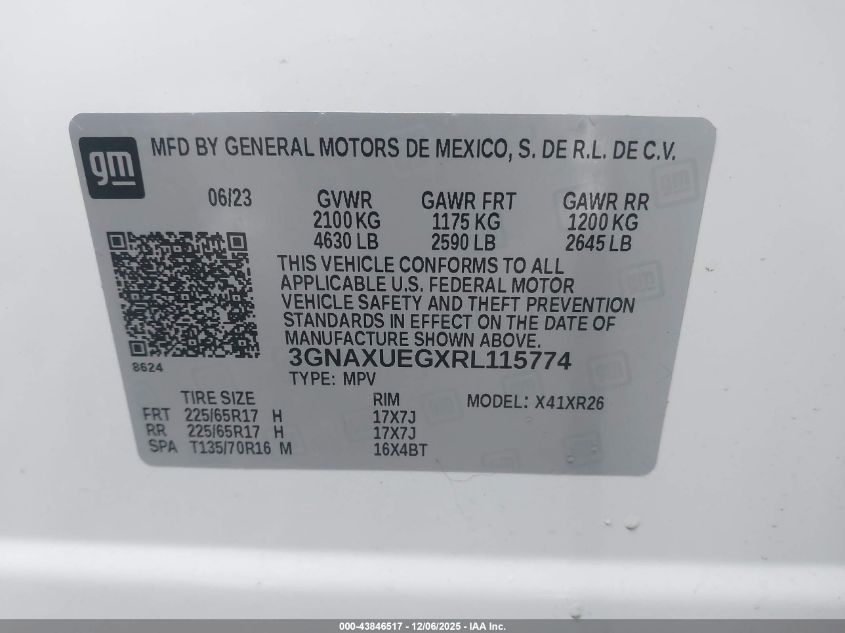 gm
MFD BY GENERAL MOTORS DE MEXICO, S. DE R.L. DE C.V.
06/23 GVWR GAWR FRT GAWR RR
2100 KG 1175 KG 1200 KG
4630 LB 2590 LB 2645 LB
THIS VEHICLE CONFORMS TO ALL
APPLICABLE U.S. FEDERAL MOTOR
VEHICLE SAFETY AND THEFT PREVENTION
STANDARDS IN EFFECT ON THE DATE OF
MANUFACTURE SHOWN ABOVE.
8624 3GNAXUEGXRL115774
TYPE: MPV
TIRE SIZE RIM MODEL: X41XR26
FRT 225/65R17 H 17X7J
RR 225/65R17 H 17X7J
SPA T135/70R16 M 16X4BT
000-43846517 - 12/06/2025 - IAA Inc.